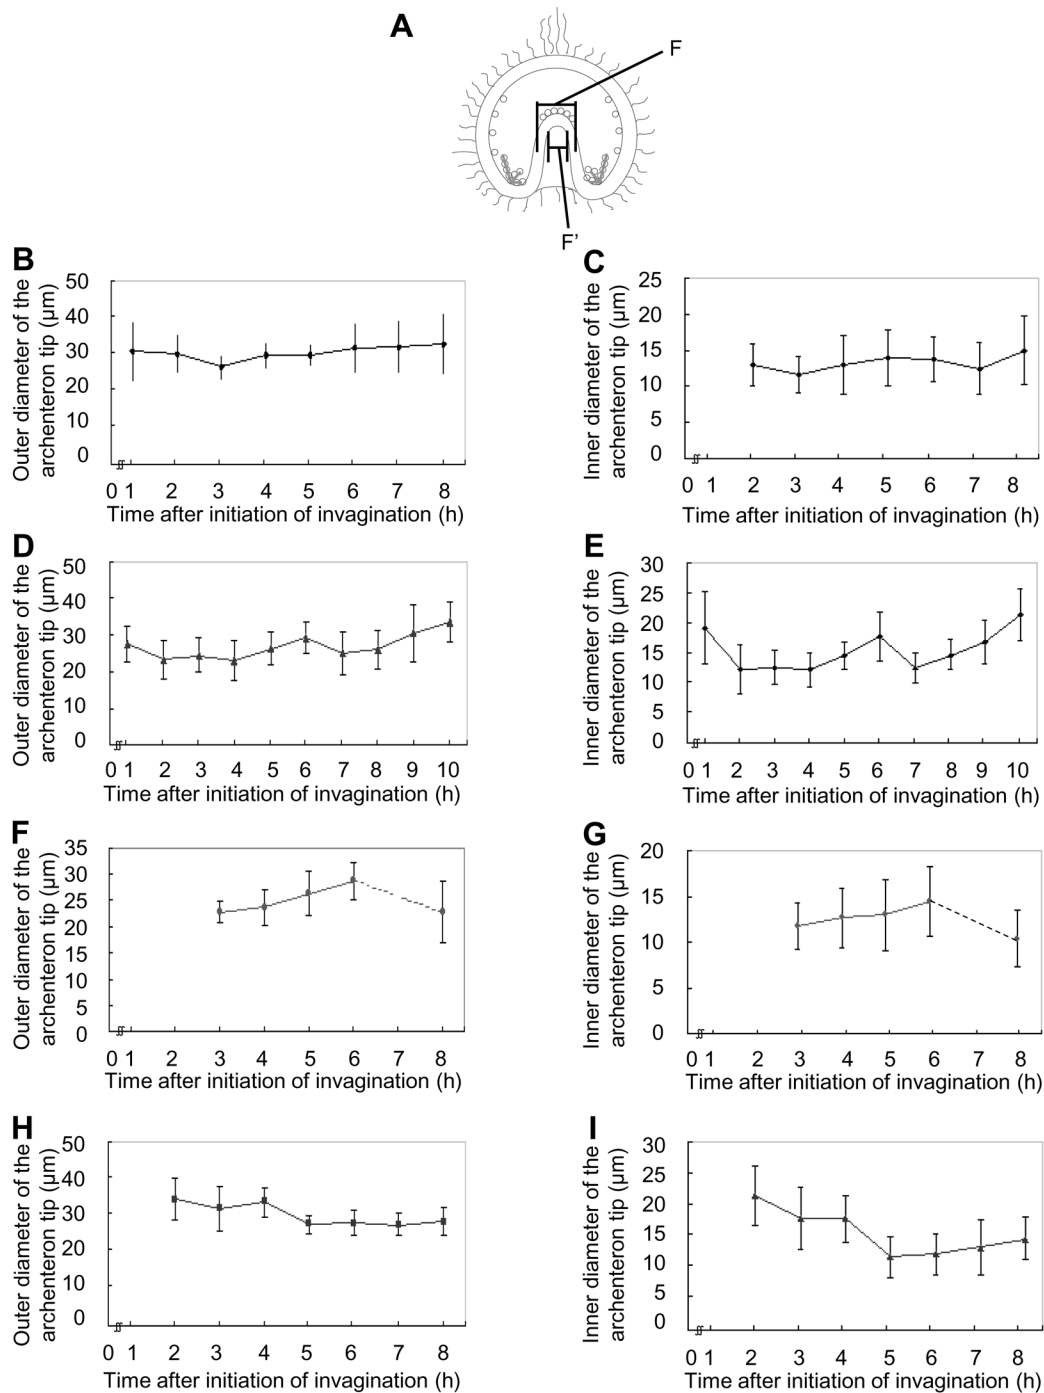 A
F
F'
B
Outer diameter of the
archenteron tip (μm)
50
40
30
20
10
0
0 1 2 3 4 5 6 7 8
Time after initiation of invagination (h)
C
Inner diameter of the
archenteron tip (μm)
25
20
15
10
5
0
0 1 2 3 4 5 6 7 8
Time after initiation of invagination (h)
D
Outer diameter of the
archenteron tip (μm)
50
40
30
20
10
0
0 1 2 3 4 5 6 7 8 9 10
Time after initiation of invagination (h)
E
Inner diameter of the
archenteron tip (μm)
30
25
20
15
10
5
0
0 1 2 3 4 5 6 7 8 9 10
Time after initiation of invagination (h)
F
Outer diameter of the
archenteron tip (μm)
35
30
25
20
15
10
5
0
0 1 2 3 4 5 6 7 8
Time after initiation of invagination (h)
G
Inner diameter of the
archenteron tip (μm)
20
15
10
5
0
0 1 2 3 4 5 6 7 8
Time after initiation of invagination (h)
H
Outer diameter of the
archenteron tip (μm)
50
40
30
20
10
0
0 1 2 3 4 5 6 7 8
Time after initiation of invagination (h)
I
Inner diameter of the
archenteron tip (μm)
30
25
20
15
10
5
0
0 1 2 3 4 5 6 7 8
Time after initiation of invagination (h)